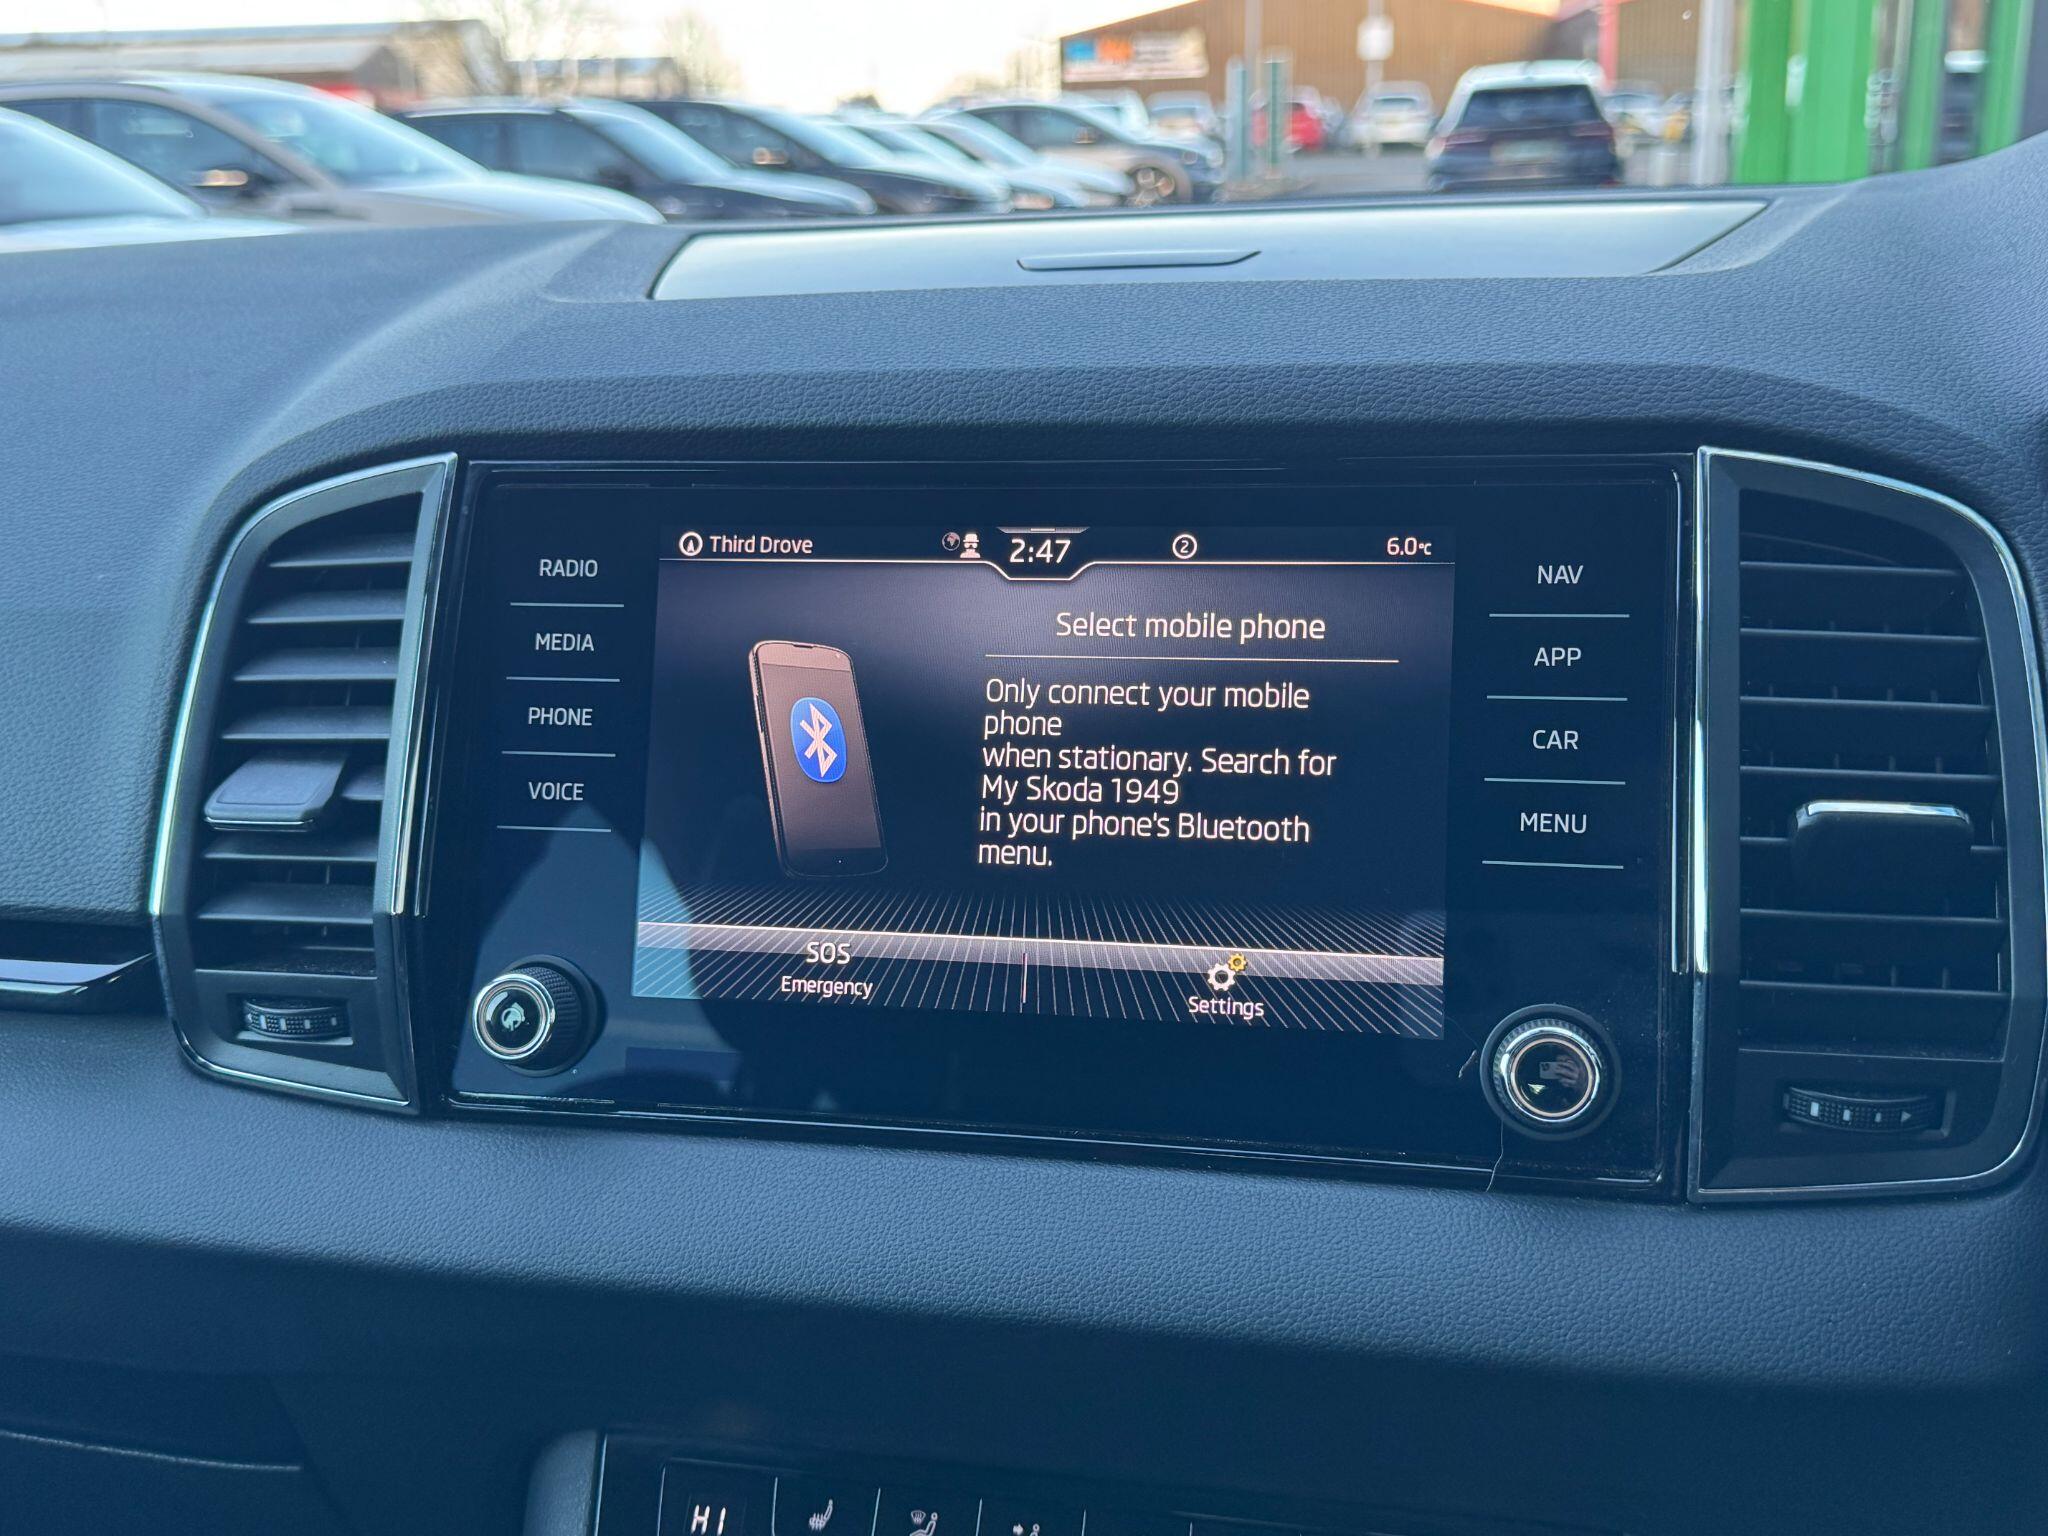 Third Drove
2:47
2
6.0°C
RADIO
MEDIA
PHONE
VOICE
Select mobile phone
Only connect your mobile
phone
when stationary. Search for
My Skoda 1949
in your phone's Bluetooth
menu.
SOS
Emergency
Settings
NAV
APP
CAR
MENU
HI